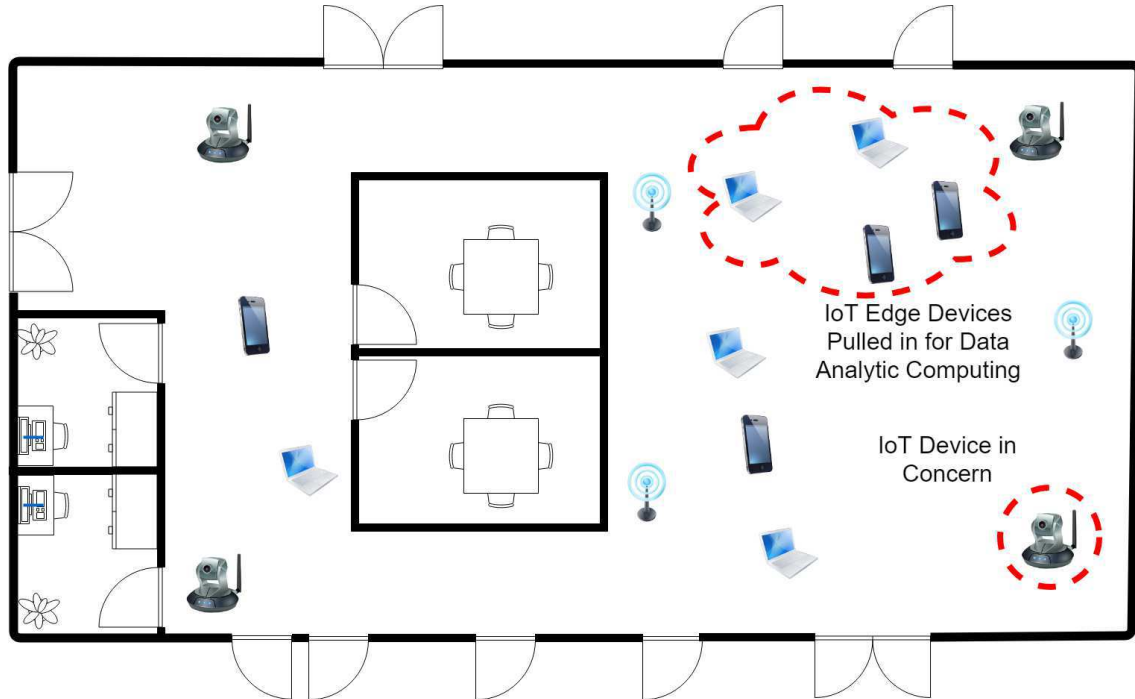 IoT Edge Devices
Pulled in for Data
Analytic Computing
IoT Device in
Concern